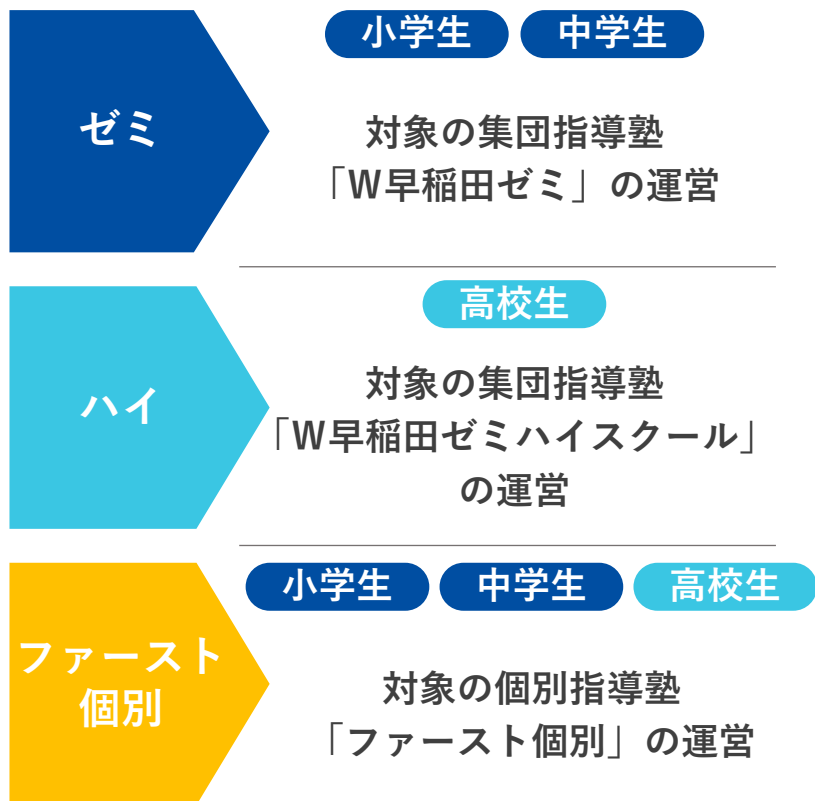 ゼミ
小学生 中学生
対象の集団指導塾
「W早稲田ゼミ」の運営
ハイ
高校生
対象の集団指導塾
「W早稲田ゼミハイスクール」
の運営
ファースト
個別
小学生 中学生 高校生
対象の個別指導塾
「ファースト個別」の運営